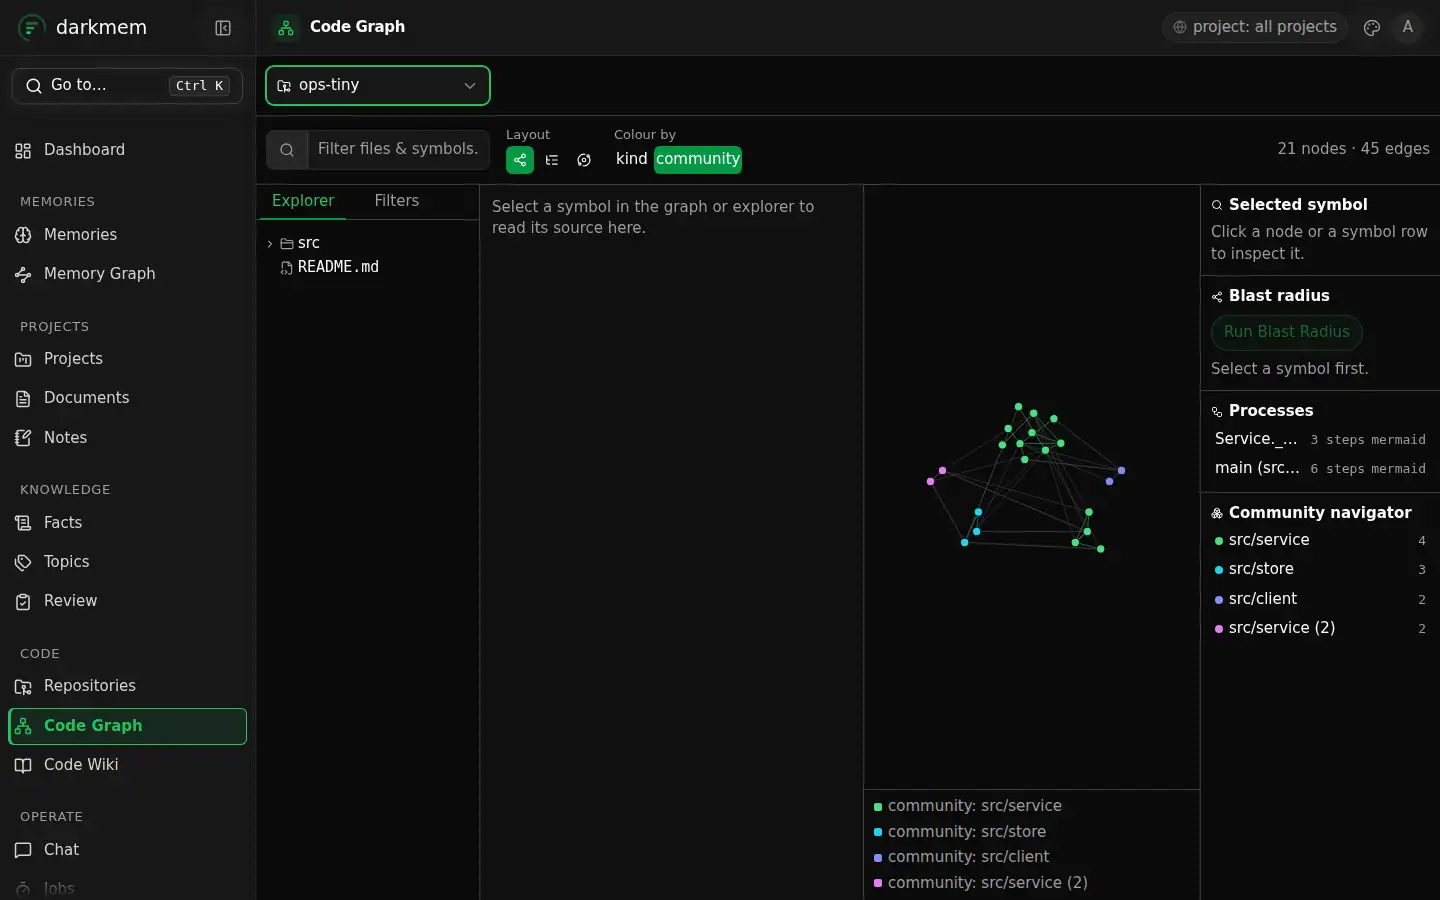 darkmem
Code Graph
project: all projects
A
Go to...
Ctrl K
ops-tiny
Dashboard
MEMORIES
Memories
Memory Graph
PROJECTS
Projects
Documents
Notes
KNOWLEDGE
Facts
Topics
Review
CODE
Repositories
Code Graph
Code Wiki
OPERATE
Chat
Jobs
Filter files & symbols.
Layout
Colour by
kind community
21 nodes · 45 edges
Explorer
Filters
src
README.md
Select a symbol in the graph or explorer to
read its source here.
community: src/service
community: src/store
community: src/client
community: src/service (2)
Selected symbol
Click a node or a symbol row
to inspect it.
Blast radius
Run Blast Radius
Select a symbol first.
Processes
Service._... 3 steps mermaid
main (src... 6 steps mermaid
Community navigator
src/service 4
src/store 3
src/client 2
src/service (2) 2